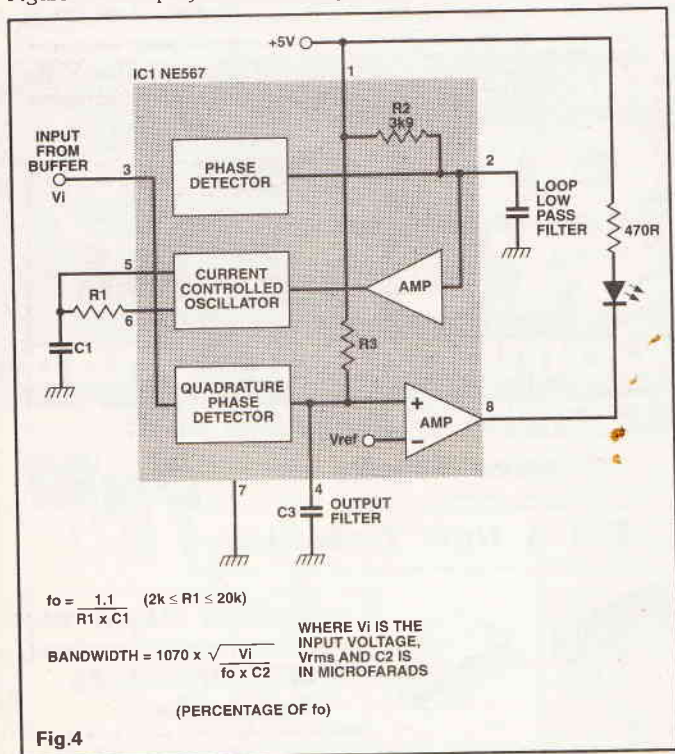 +5V
IC1 NE567
1
R2
3k9
INPUT
FROM
BUFFER
Vi
3
PHASE
DETECTOR
2
LOOP
LOW
PASS
FILTER
470R
5
R1
6
C1
CURRENT
CONTROLLED
OSCILLATOR
AMP
R3
QUADRATURE
PHASE
DETECTOR
+
AMP
−
Vref
8
7
4
C3
OUTPUT
FILTER
fo = 1.1 / R1 x C1 (2k ≤ R1 ≤ 20k)
BANDWIDTH = 1070 x √ Vi / fo x C2
WHERE Vi IS THE
INPUT VOLTAGE,
Vrms AND C2 IS
IN MICROFARADS
(PERCENTAGE OF fo)
Fig.4